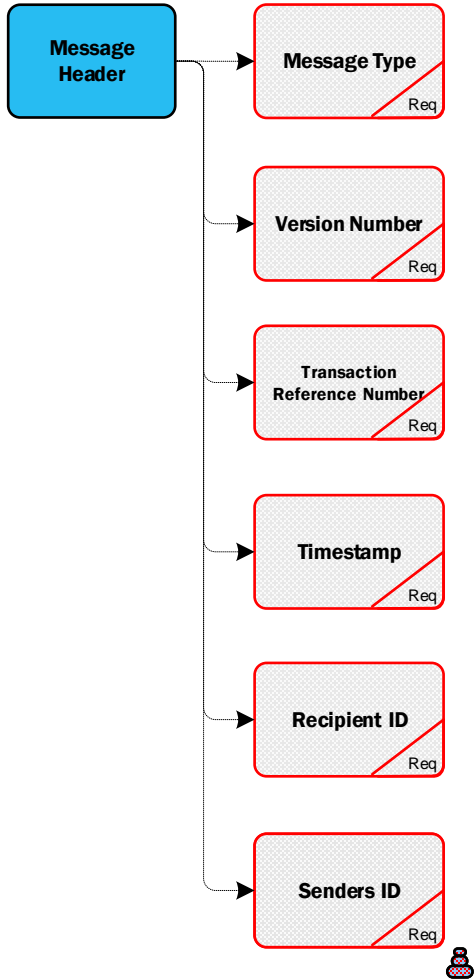 Message
Header
Message Type
Req
Version Number
Req
Transaction
Reference Number
Req
Timestamp
Req
Recipient ID
Req
Senders ID
Req